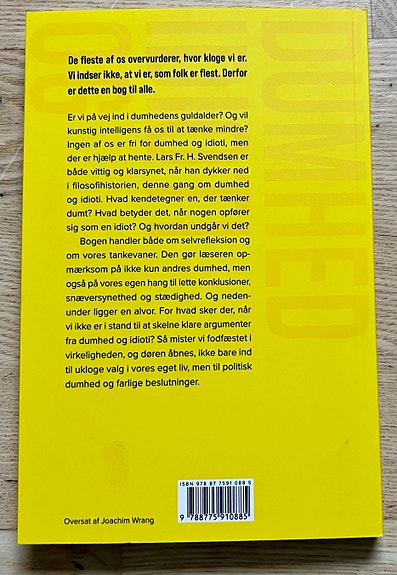 De fleste af os overvurderer, hvor kloge vi er.
Vi indser ikke, at vi er, som folk er flest. Derfor
er dette en bog til alle.
Er vi på vej ind i dumhedens guldalder? Og vil
kunstig intelligens få os til at tænke mindre?
Ingen af os er fri for dumhed og idioti, men
der er hjælp at hente. Lars Fr. H. Svendsen er
både vittig og klarsynet, når han dykker ned
i filosofihistorien, denne gang om dumhed
og idioti. Hvad kendetegner en, der tænker
dumt? Hvad betyder det, når nogen opfører
sig som en idiot? Og hvordan undgår vi det?
Bogen handler både om selvrefleksion og
om vores tankevaner. Den gør læseren op-
mærksom på ikke kun andres dumhed, men
også på vores egen hang til lette konklusioner,
snæversynethed og stædighed. Og neden-
under ligger en alvor. For hvad sker der, når
vi ikke er i stand til at skelne klare argumenter
fra dumhed og idioti? Så mister vi fodfæstet i
virkeligheden, og døren åbnes, ikke bare ind
til ukloge valg i vores eget liv, men til politisk
dumhed og farlige beslutninger.
DUMHED
OG
ISBN 978 87 7591 088 5
9 788775 910885
Oversat af Joachim Wrang